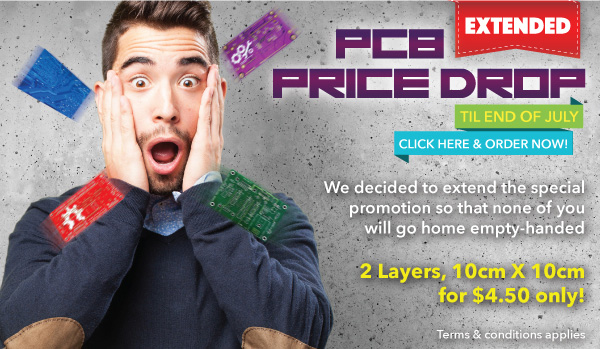 EXTENDED
PCB
PRICE DROP
TIL END OF JULY
CLICK HERE & ORDER NOW!
We decided to extend the special
promotion so that none of you
will go home empty-handed
2 Layers, 10cm X 10cm
for $4.50 only!
Terms & conditions applies